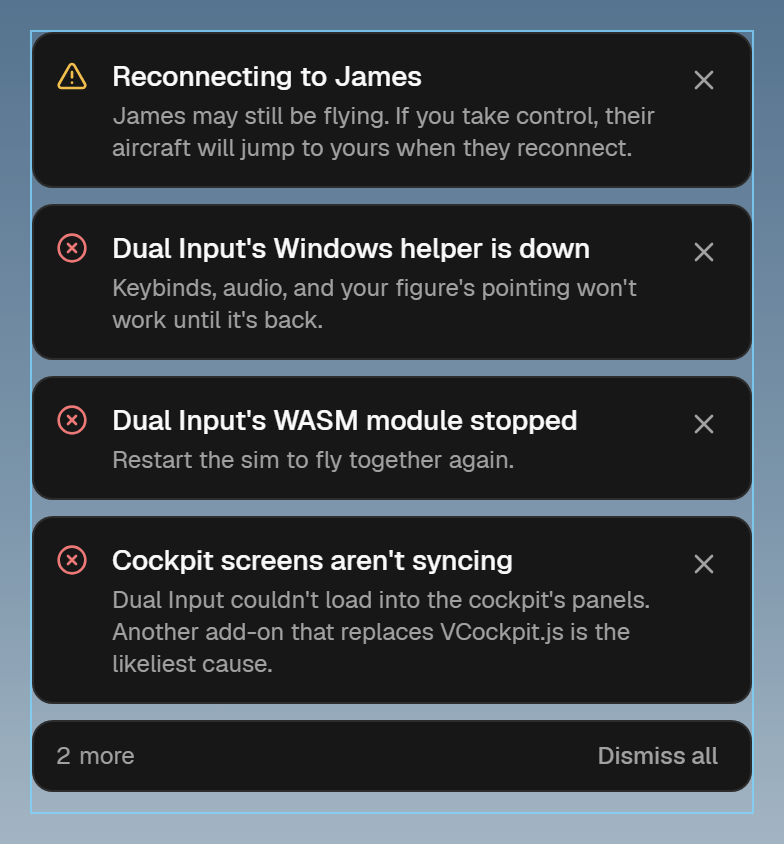 Reconnecting to James
James may still be flying. If you take control, their
aircraft will jump to yours when they reconnect.
Dual Input's Windows helper is down
Keybinds, audio, and your figure's pointing won't
work until it's back.
Dual Input's WASM module stopped
Restart the sim to fly together again.
Cockpit screens aren't syncing
Dual Input couldn't load into the cockpit's panels.
Another add-on that replaces VCockpit.js is the
likeliest cause.
2 more
Dismiss all